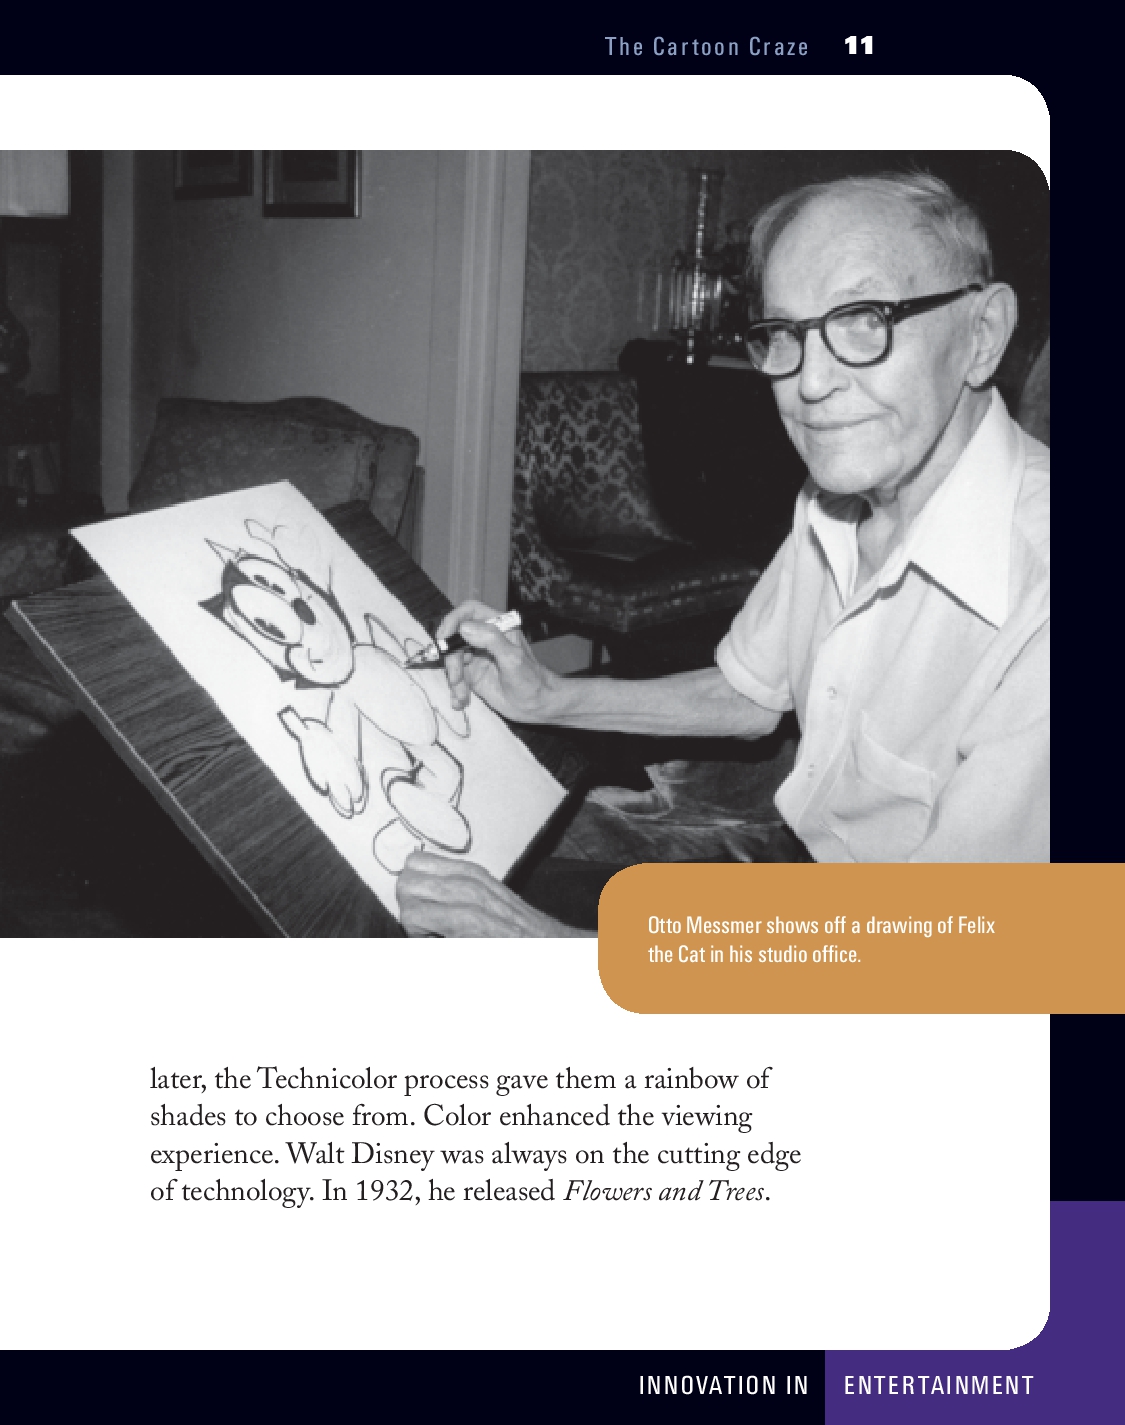 The Cartoon Craze 11
Otto Messmer shows off a drawing of Felix
the Cat in his studio office.
later, the Technicolor process gave them a rainbow of
shades to choose from. Color enhanced the viewing
experience. Walt Disney was always on the cutting edge
of technology. In 1932, he released Flowers and Trees.
INNOVATION IN ENTERTAINMENT